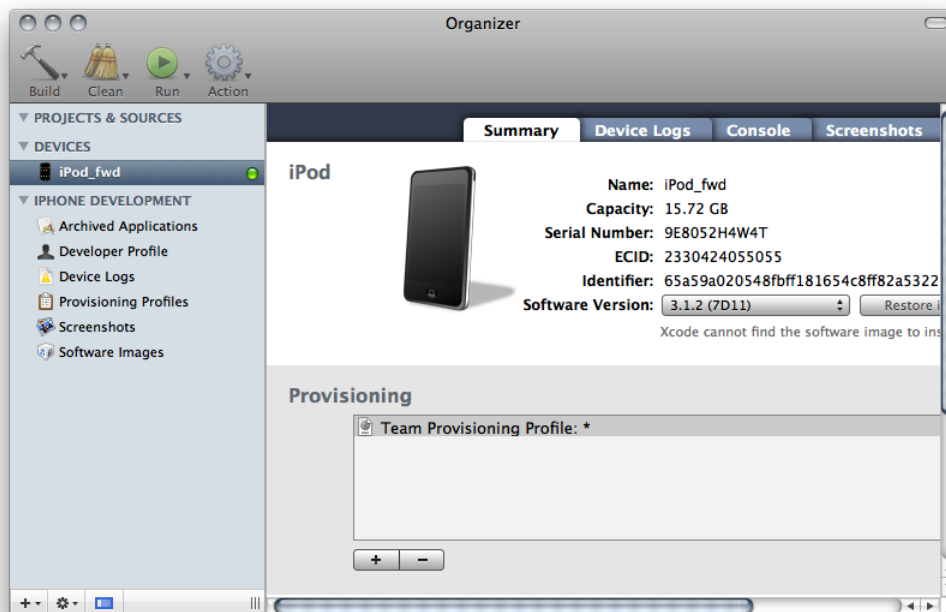 Organizer
Build Clean Run Action
PROJECTS & SOURCES
DEVICES
iPod_fwd
IPHONE DEVELOPMENT
Archived Applications
Developer Profile
Device Logs
Provisioning Profiles
Screenshots
Software Images
Summary Device Logs Console Screenshots
iPod
Name: iPod_fwd
Capacity: 15.72 GB
Serial Number: 9E8052H4W4T
ECID: 2330424055055
Identifier: 65a59a020548fbff181654c8ff82a5322
Software Version: 3.1.2 (7D11) Restore i
Xcode cannot find the software image to ins
Provisioning
Team Provisioning Profile: *